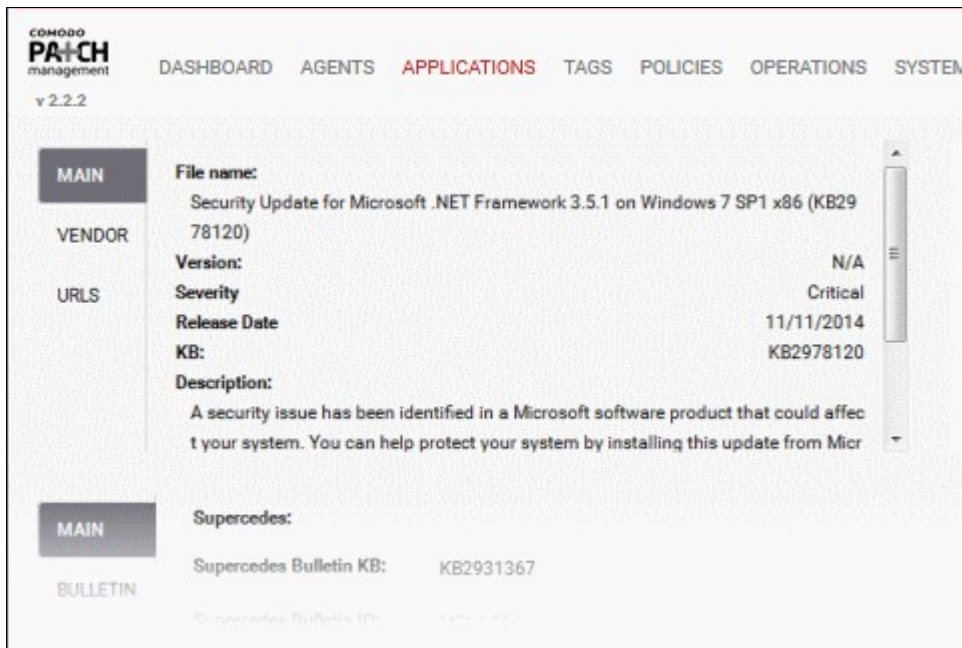 COMODO
PATCH
management
v 2.2.2
DASHBOARD AGENTS APPLICATIONS TAGS POLICIES OPERATIONS SYSTEM
MAIN
VENDOR
URLS
File name:
Security Update for Microsoft .NET Framework 3.5.1 on Windows 7 SP1 x86 (KB29
78120)
Version: N/A
Severity Critical
Release Date 11/11/2014
KB: KB2978120
Description:
A security issue has been identified in a Microsoft software product that could affec
t your system. You can help protect your system by installing this update from Micr
MAIN
BULLETIN
Supercedes:
Supercedes Bulletin KB: KB2931367
Supercedes Bulletin ID: